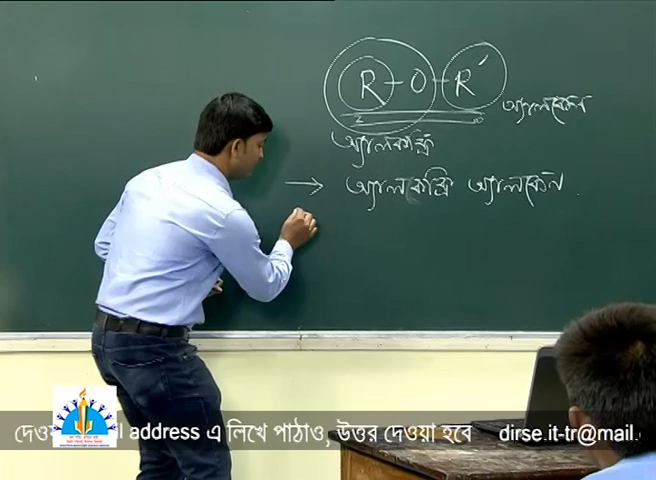 R-O-R'
অ্যালকেন
অ্যালকক্সি
→ অ্যালকক্সি অ্যালকেন.
দেও address এ লিখে পাঠাও, উত্তর দেওয়া হবে dirse.it-tr@mail.